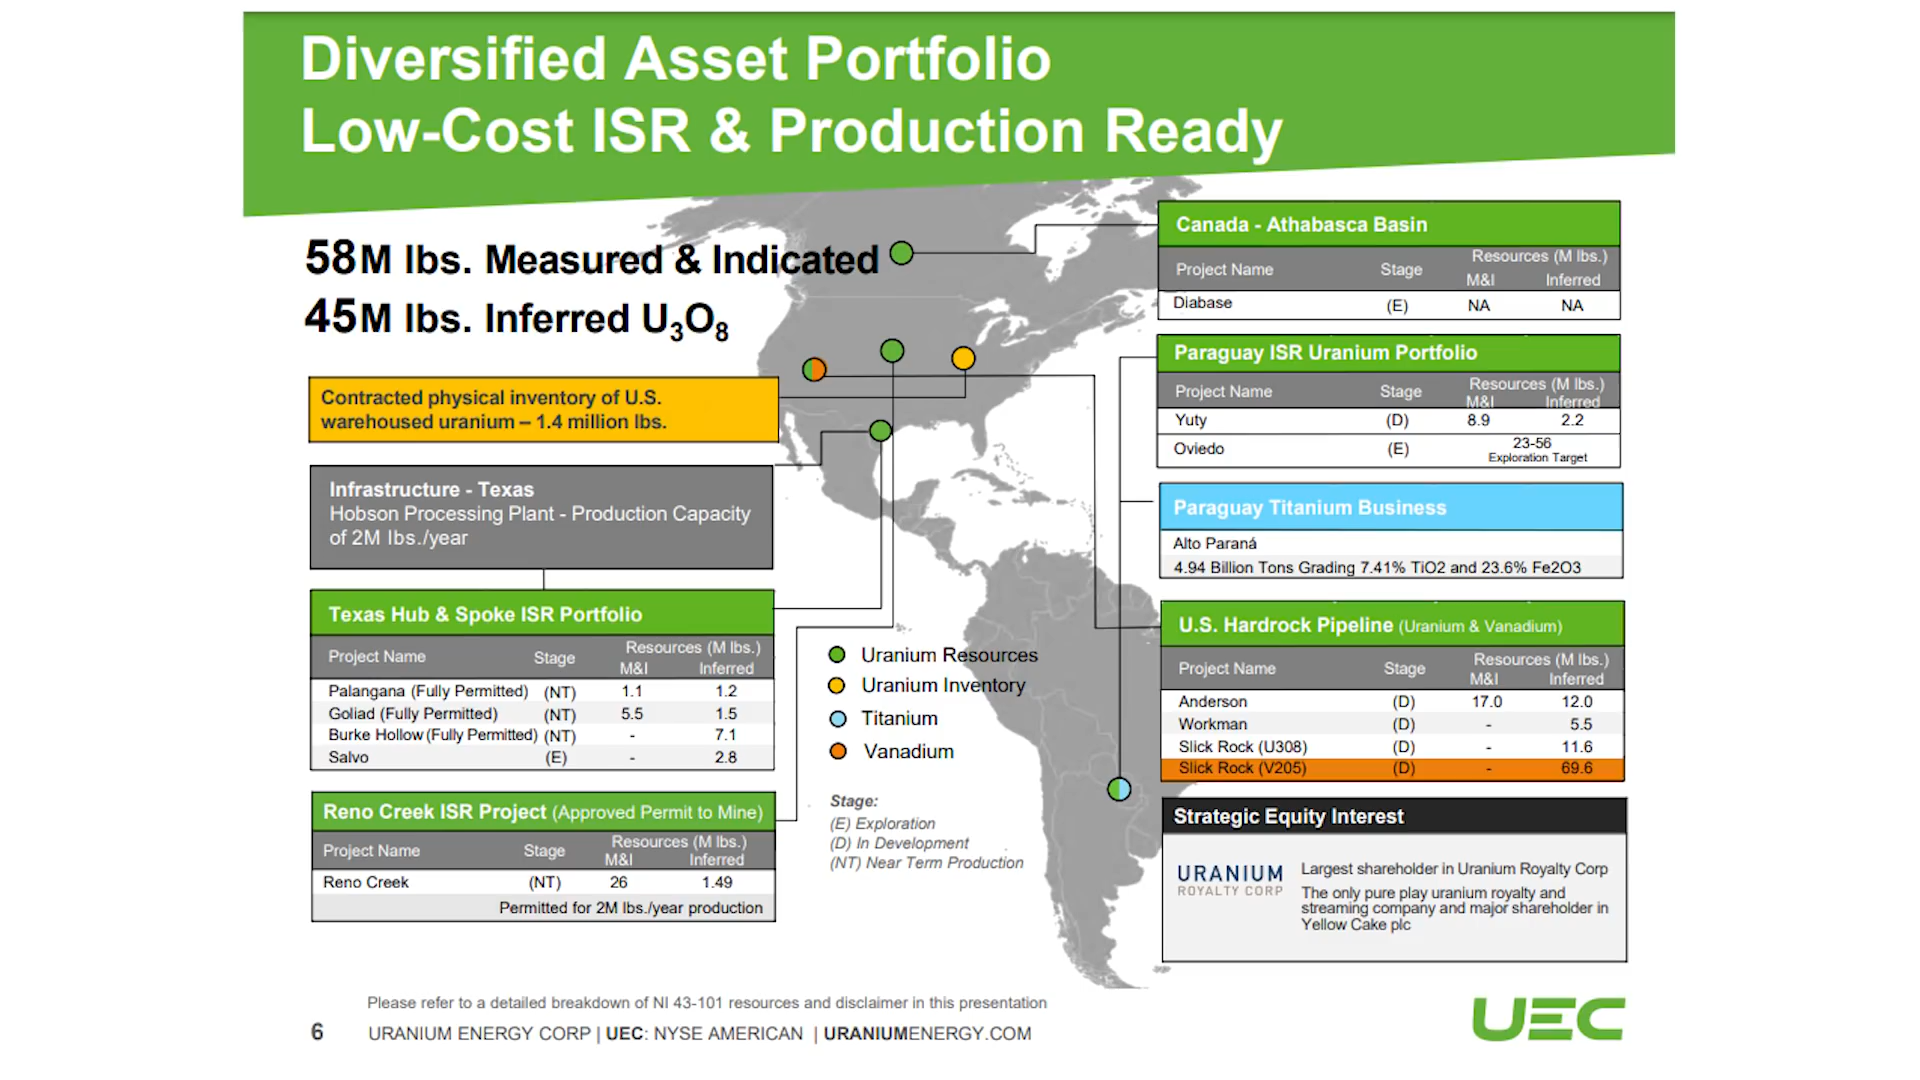 Diversified Asset Portfolio
Low-Cost ISR & Production Ready
58M lbs. Measured & Indicated
45M lbs. Inferred U3O8
Contracted physical inventory of U.S.
warehoused uranium – 1.4 million lbs.
Infrastructure - Texas
Hobson Processing Plant - Production Capacity
of 2M lbs./year
Texas Hub & Spoke ISR Portfolio
Project Name Stage Resources (M lbs.)
M&I Inferred
Palangana (Fully Permitted) (NT) 1.1 1.2
Goliad (Fully Permitted) (NT) 5.5 1.5
Burke Hollow (Fully Permitted) (NT) - 7.1
Salvo (E) - 2.8
Reno Creek ISR Project (Approved Permit to Mine)
Project Name Stage Resources (M lbs.)
M&I Inferred
Reno Creek (NT) 26 1.49
Permitted for 2M lbs./year production
Uranium Resources
Uranium Inventory
Titanium
Vanadium
Stage:
(E) Exploration
(D) In Development
(NT) Near Term Production
Canada - Athabasca Basin
Project Name Stage Resources (M lbs.)
M&I Inferred
Diabase (E) NA NA
Paraguay ISR Uranium Portfolio
Project Name Stage Resources (M lbs.)
M&I Inferred
Yuty (D) 8.9 2.2
Oviedo (E) 23-56
Exploration Target
Paraguay Titanium Business
Alto Paraná
4.94 Billion Tons Grading 7.41% TiO2 and 23.6% Fe2O3
U.S. Hardrock Pipeline (Uranium & Vanadium)
Project Name Stage Resources (M lbs.)
M&I Inferred
Anderson (D) 17.0 12.0
Workman (D) - 5.5
Slick Rock (U308) (D) - 11.6
Slick Rock (V205) (D) - 69.6
Strategic Equity Interest
URANIUM
ROYALTY CORP
Largest shareholder in Uranium Royalty Corp
The only pure play uranium royalty and
streaming company and major shareholder in
Yellow Cake plc
Please refer to a detailed breakdown of NI 43-101 resources and disclaimer in this presentation
6 URANIUM ENERGY CORP | UEC: NYSE AMERICAN | URANIUMENERGY.COM
UEC